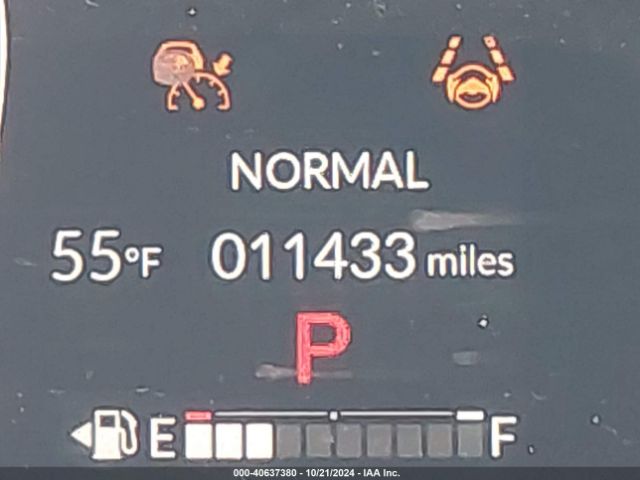 NORMAL
55°F 011433 miles
P
E F
000-40637380 - 10/21/2024 - IAA Inc.